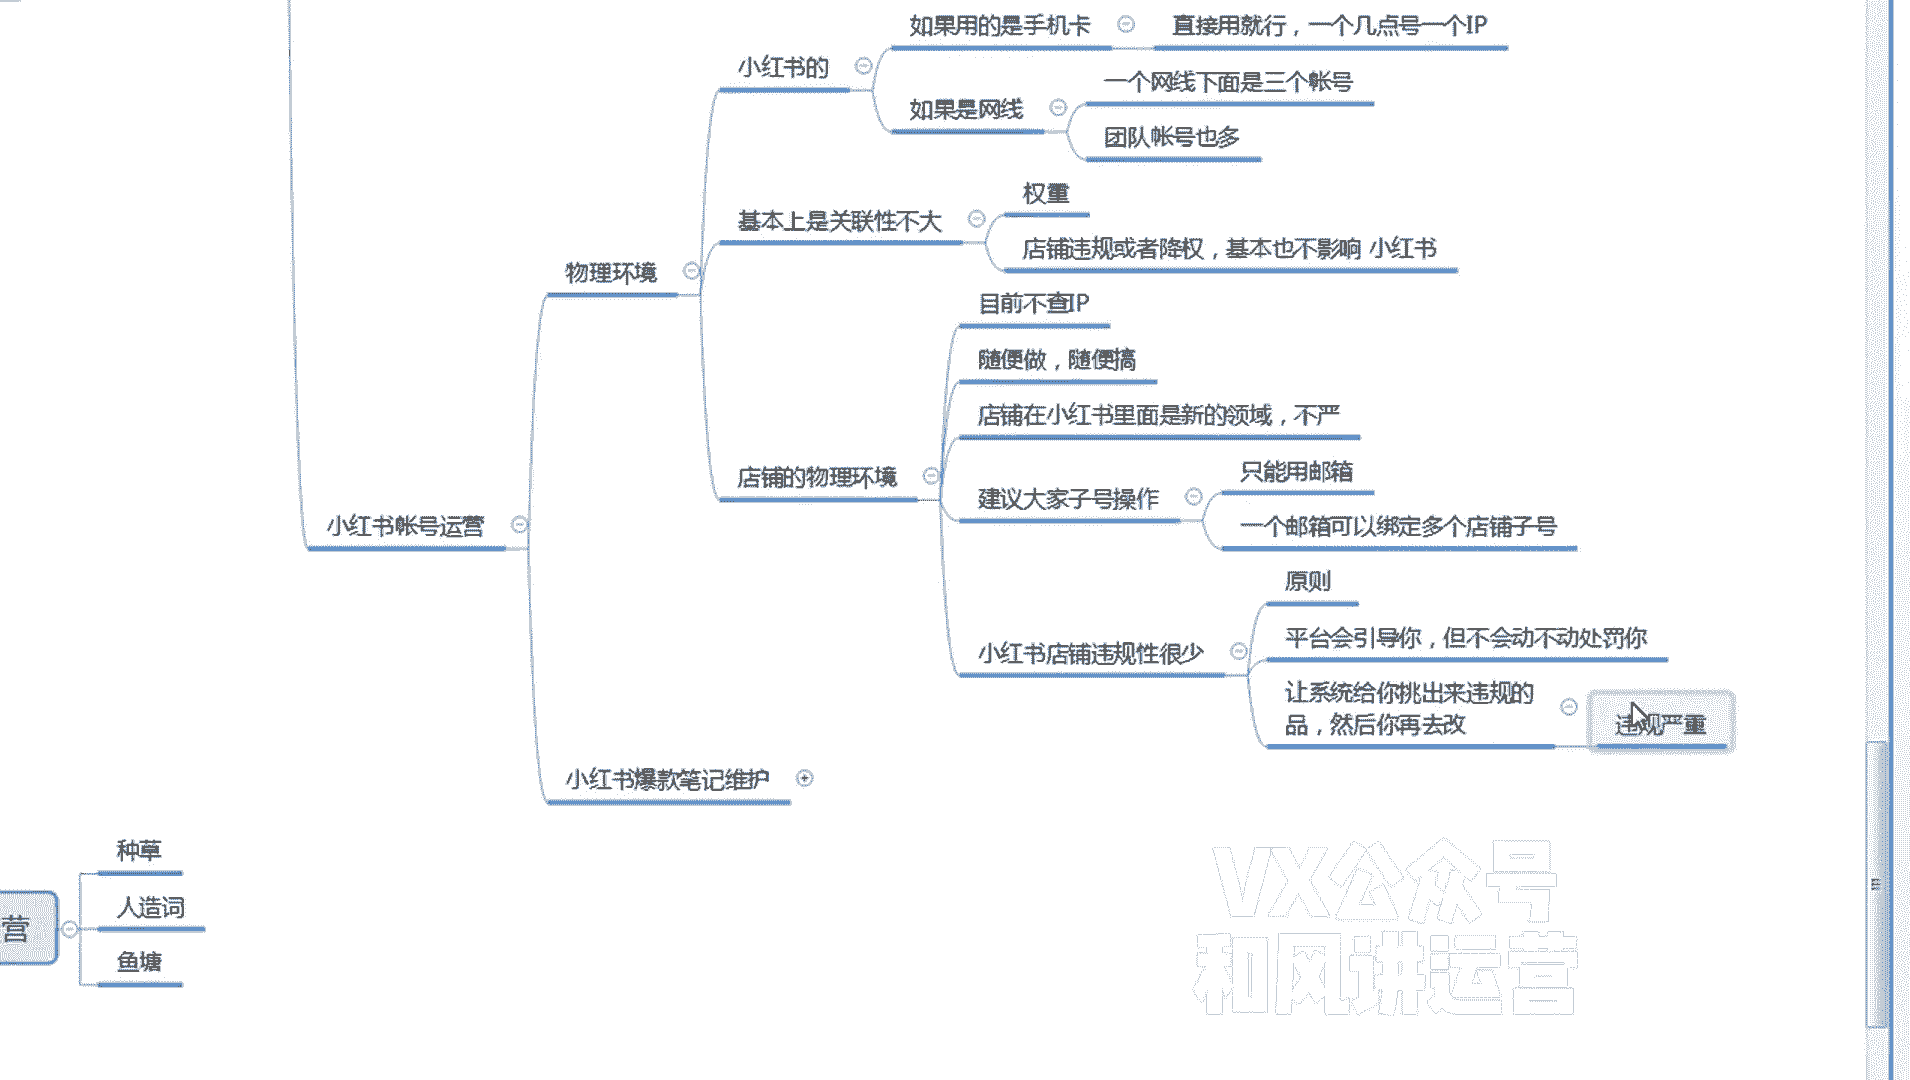 如果用的是手机卡
直接用就行，一个几点号一个IP
小红书的
一个网线下面是三个帐号
如果是网线
团队帐号也多
权重
基本上是关联性不大
店铺违规或者降权，基本也不影响 小红书
物理环境
目前不查IP
随便做，随便搞
店铺在小红书里面是新的领域，不严
店铺的物理环境
只能用邮箱
建议大家子号操作
一个邮箱可以绑定多个店铺子号
小红书帐号运营
原则
平台会引导你，但不会动不动处罚你
小红书店铺违规性很少
让系统给你挑出来违规的
品，然后你再去改
违规严重
小红书爆款笔记维护
种草
人造词
营
鱼塘
VX公众号
和风讲运营